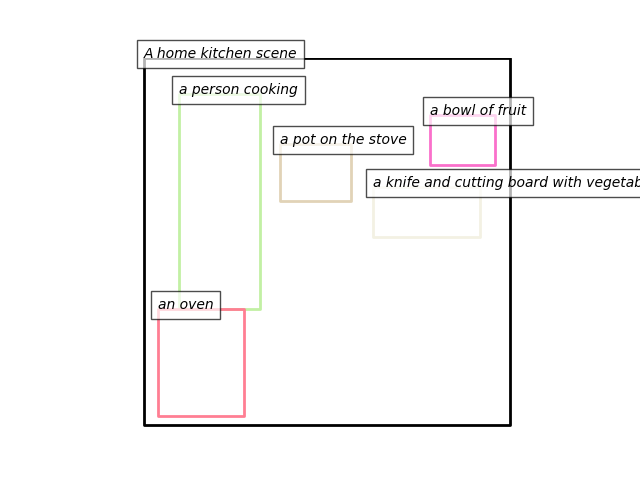 A home kitchen scene
a person cooking
a bowl of fruit
a pot on the stove
a knife and cutting board with vegetab
an oven